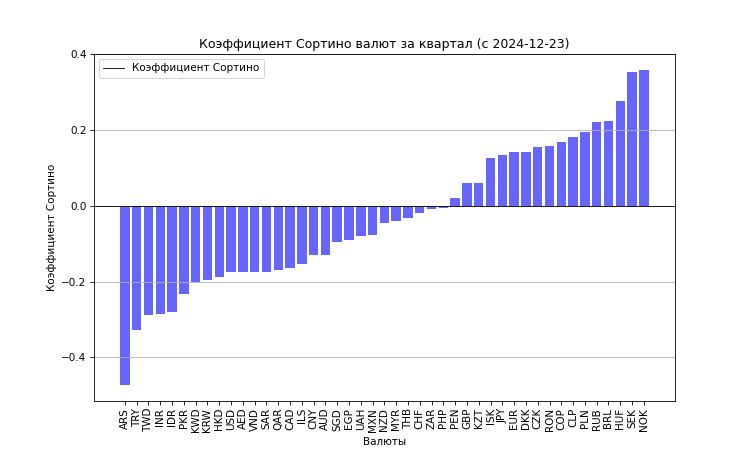 Коэффициент Сортино валют за квартал (с 2024-12-23)
Коэффициент Сортино
Коэффициент Сортино
0.4
0.2
0.0
−0.2
−0.4
ARS TRY TWD INR IDR PKR KWD KRW HKD USD AED VND SAR QAR CAD ILS CNY AUD SGD EGP UAH MXN NZD MYR THB CHF ZAR PHP PEN GBP KZT ISK JPY EUR DKK CZK RON COP CLP PLN RUB BRL HUF SEK NOK
Валюты